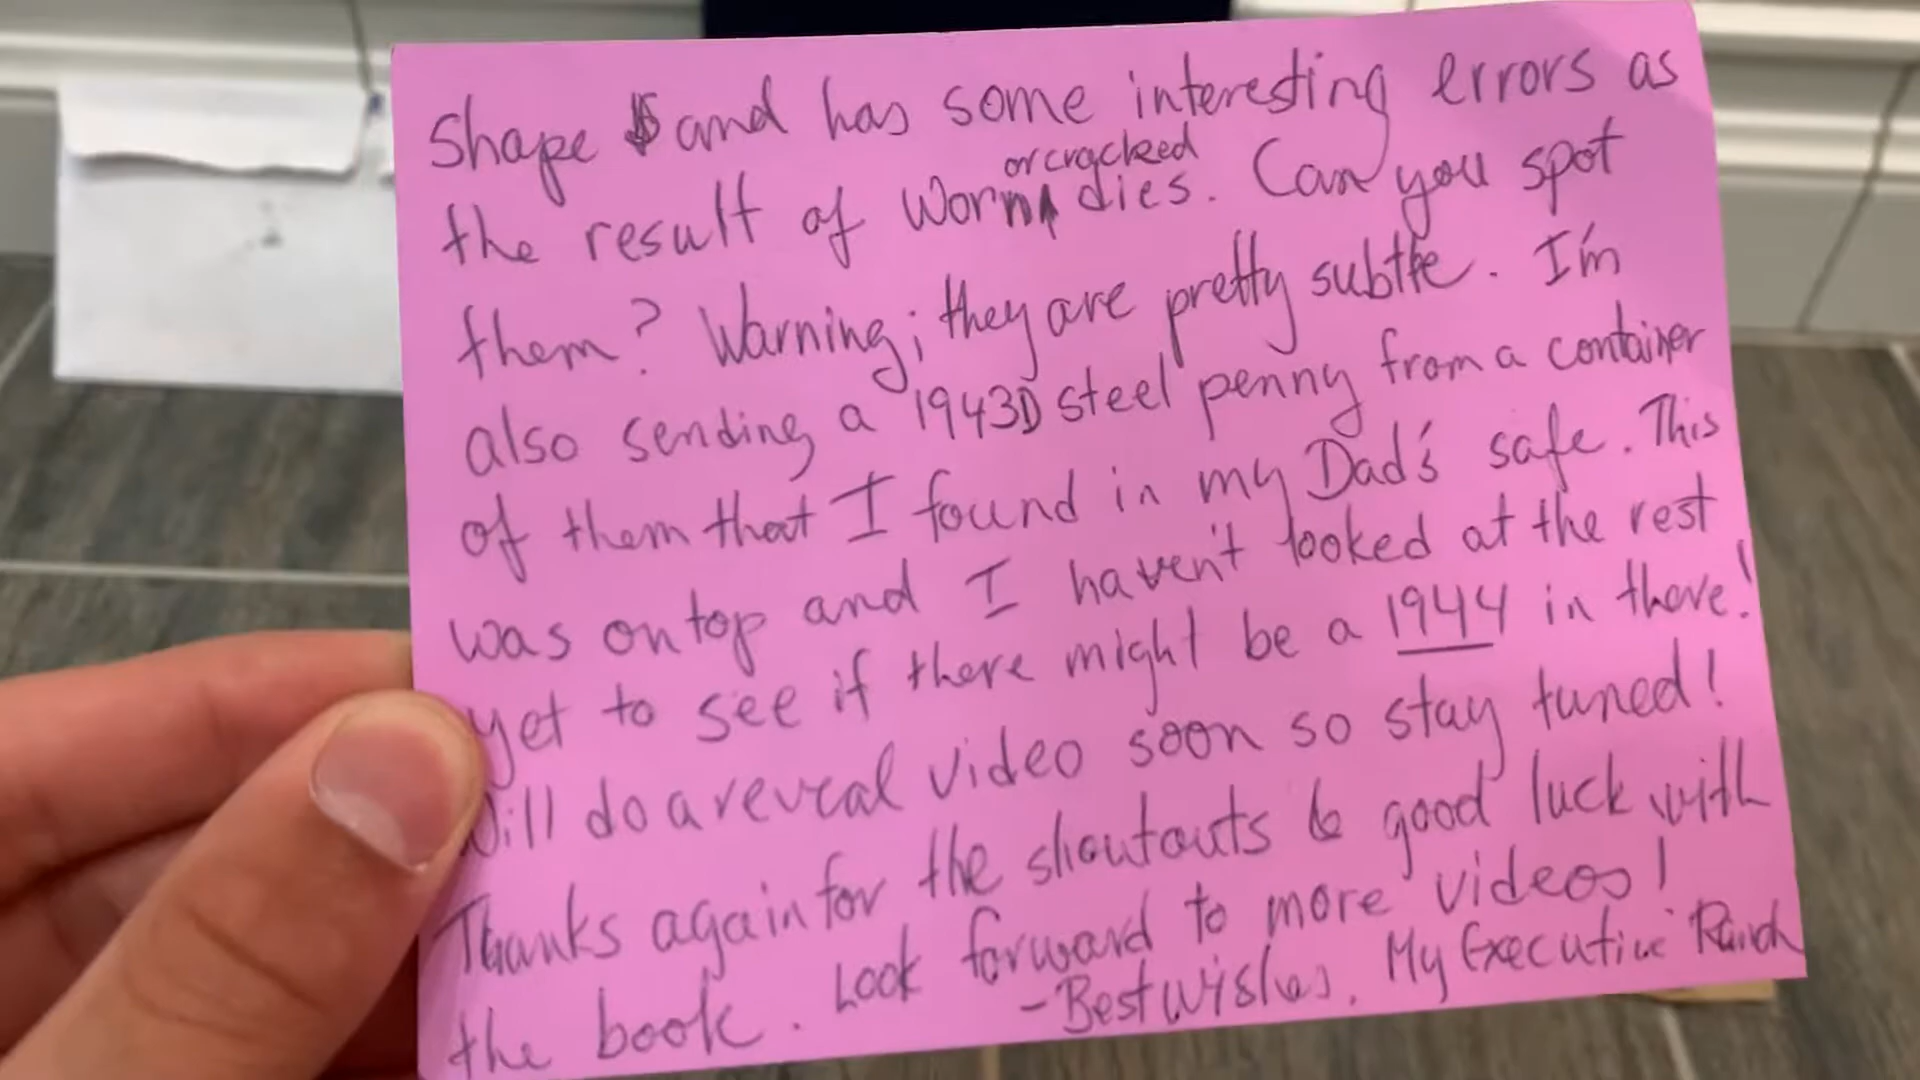 Shape and has some interesting errors as
the result of Worn or cracked dies. Can you spot
them? Warning; they are pretty subtle. I'm
also sending a 1943D steel penny from a container
of them that I found in my Dad's safe. This
was on top and I haven't looked at the rest
yet to see if there might be a 1944 in there!
Will do a reveal video soon so stay tuned!
Thanks again for the shoutouts & good luck with
the book. Look forward to more videos!
- Best wishes, My Executive Ranch